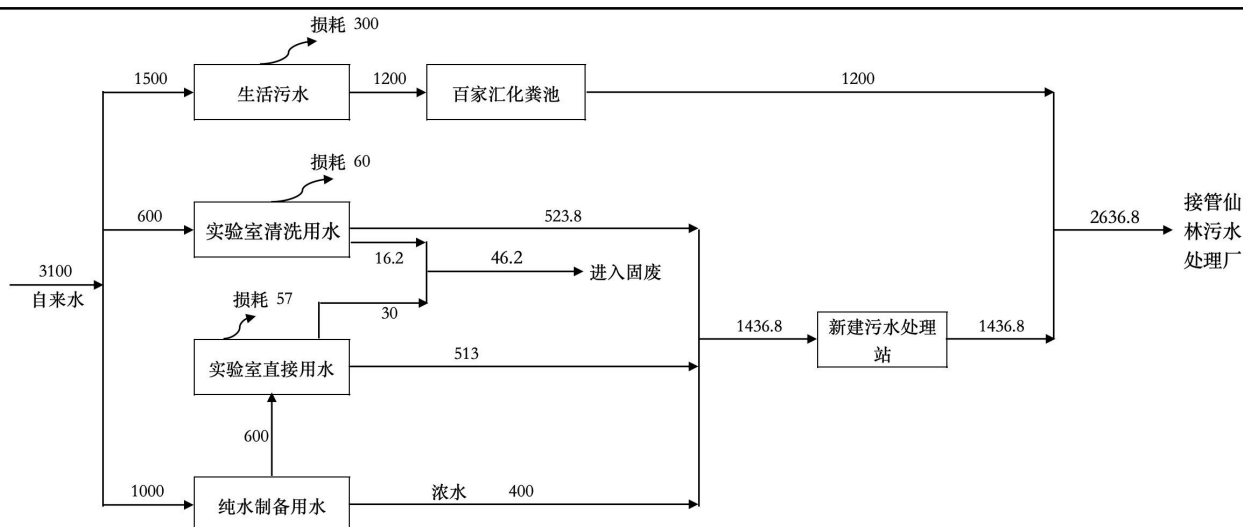 损耗 300
1500
生活污水
1200
百家汇化粪池
1200
损耗 60
600
实验室清洗用水
523.8
16.2
46.2
进入固废
30
2636.8
接管仙
林污水
处理厂
3100
自来水
损耗 57
实验室直接用水
513
1436.8
新建污水处理
站
1436.8
600
1000
纯水制备用水
浓水 400